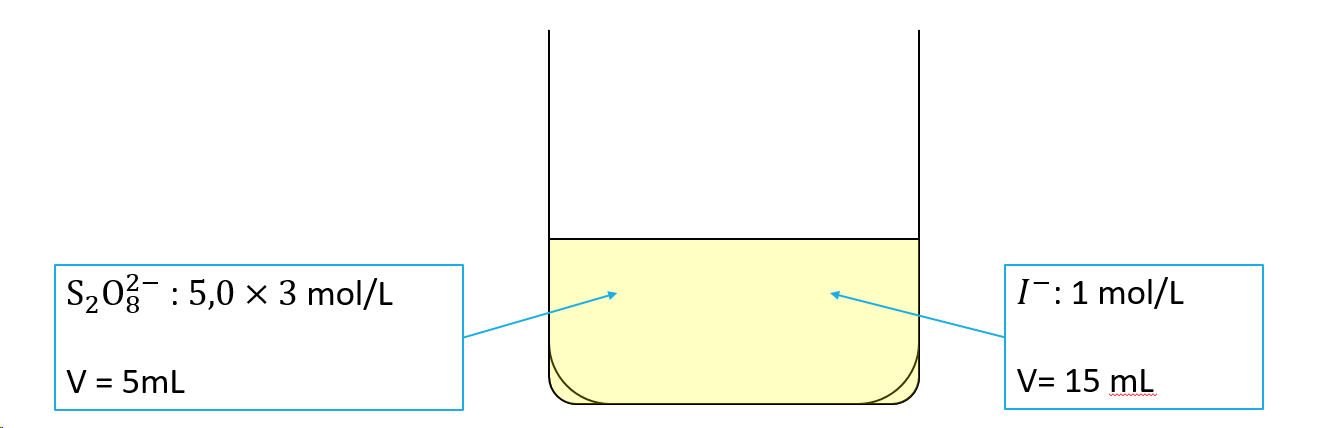 S₂O₈²⁻ : 5,0 × 3 mol/L
V = 5mL
I⁻: 1 mol/L
V= 15 mL